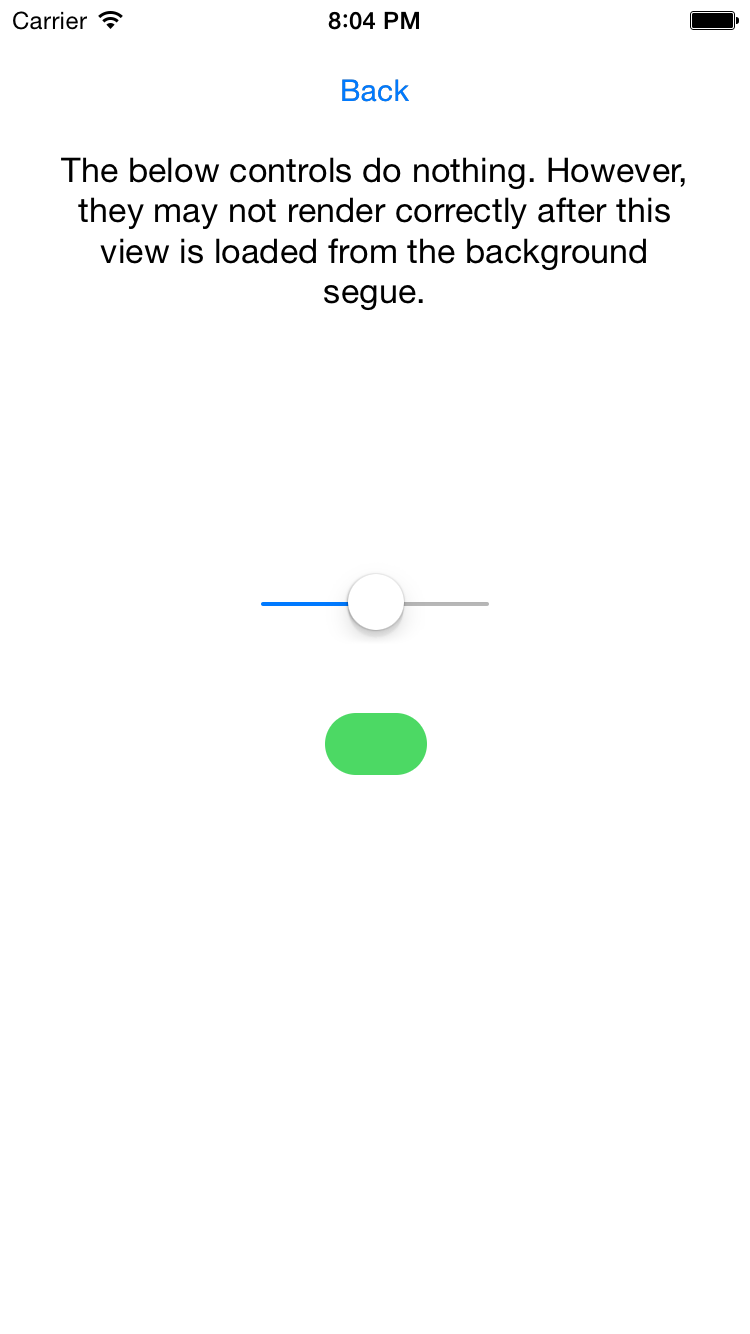 Carrier 8:04 PM
Back
The below controls do nothing. However,
they may not render correctly after this
view is loaded from the background
segue.